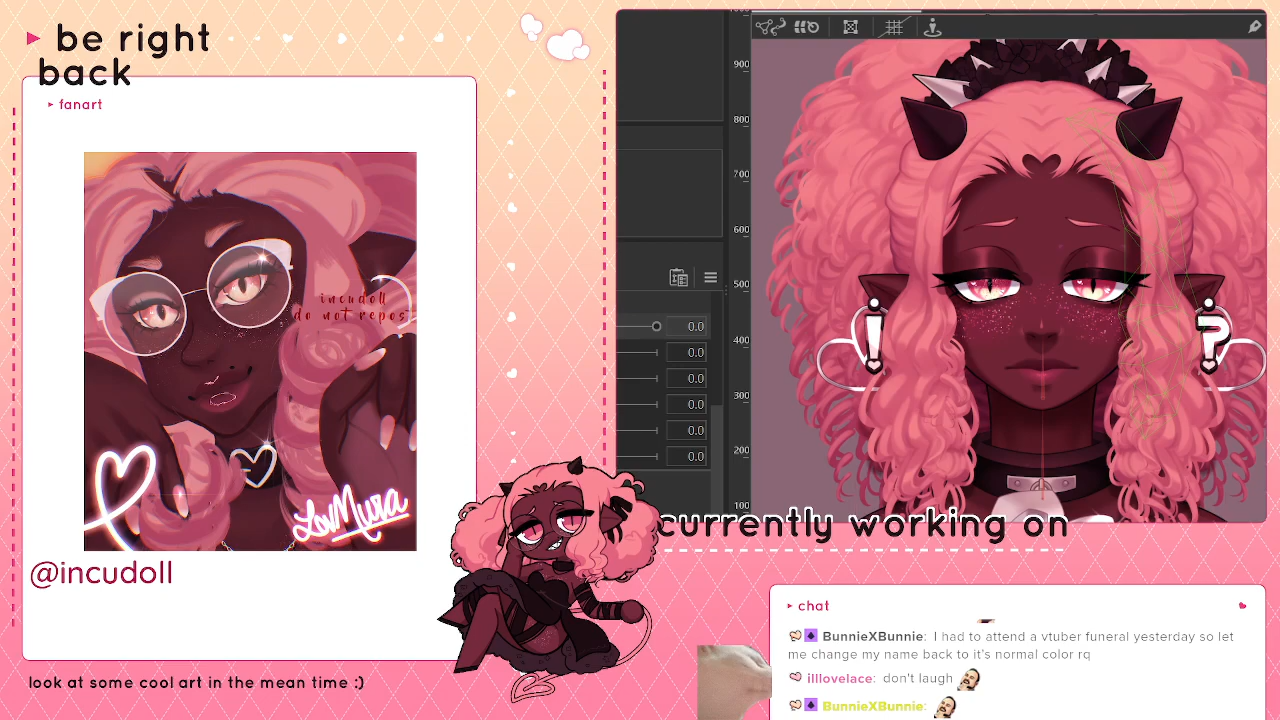 ▸ be right
back
▸ fanart
incudoll
do not repos
LovMura
@incudoll
look at some cool art in the mean time :)
900
800
700
600
500
400
300
200
100
0.0
0.0
0.0
0.0
0.0
0.0
! ?
currently working on
▸ chat
BunnieXBunnie: I had to attend a vtuber funeral yesterday so let
me change my name back to it's normal color rq
illlovelace: don't laugh
BunnieXBunnie: